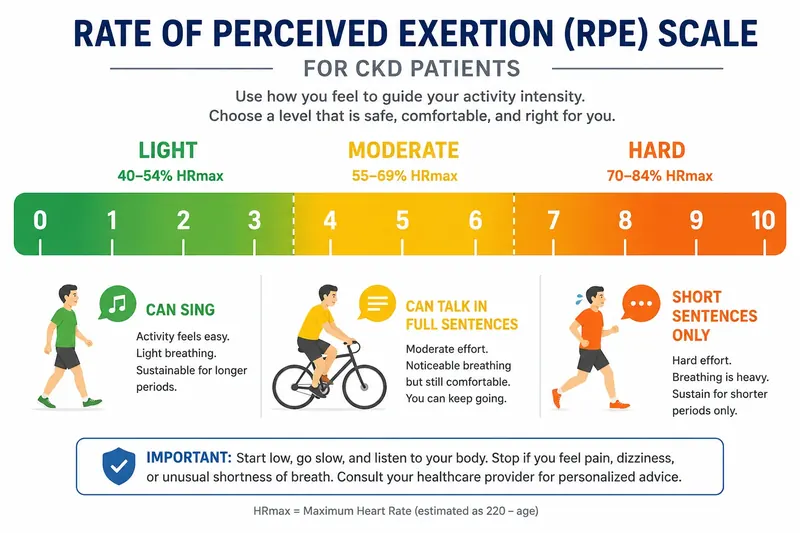 RATE OF PERCEIVED EXERTION (RPE) SCALE
FOR CKD PATIENTS
Use how you feel to guide your activity intensity.
Choose a level that is safe, comfortable, and right for you.
LIGHT
40–54% HRmax
MODERATE
55–69% HRmax
HARD
70–84% HRmax
0 1 2 3 4 5 6 7 8 9 10
CAN SING
Activity feels easy.
Light breathing.
Sustainable for longer
periods.
CAN TALK IN
FULL SENTENCES
Moderate effort.
Noticeable breathing
but still comfortable.
You can keep going.
SHORT
SENTENCES
ONLY
Hard effort.
Breathing is heavy.
Sustain for shorter
periods only.
IMPORTANT: Start low, go slow, and listen to your body. Stop if you feel pain, dizziness,
or unusual shortness of breath. Consult your healthcare provider for personalized advice.
HRmax = Maximum Heart Rate (estimated as 220 – age)